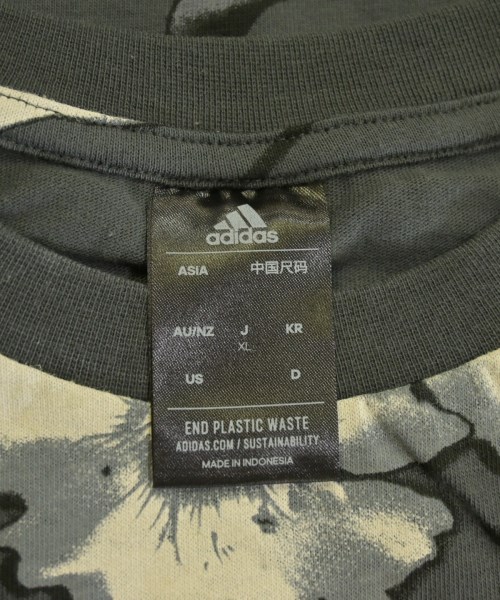 adidas
ASIA 中国尺码
AU/NZ J KR
XL
US D
END PLASTIC WASTE
ADIDAS.COM / SUSTAINABILITY
MADE IN INDONESIA